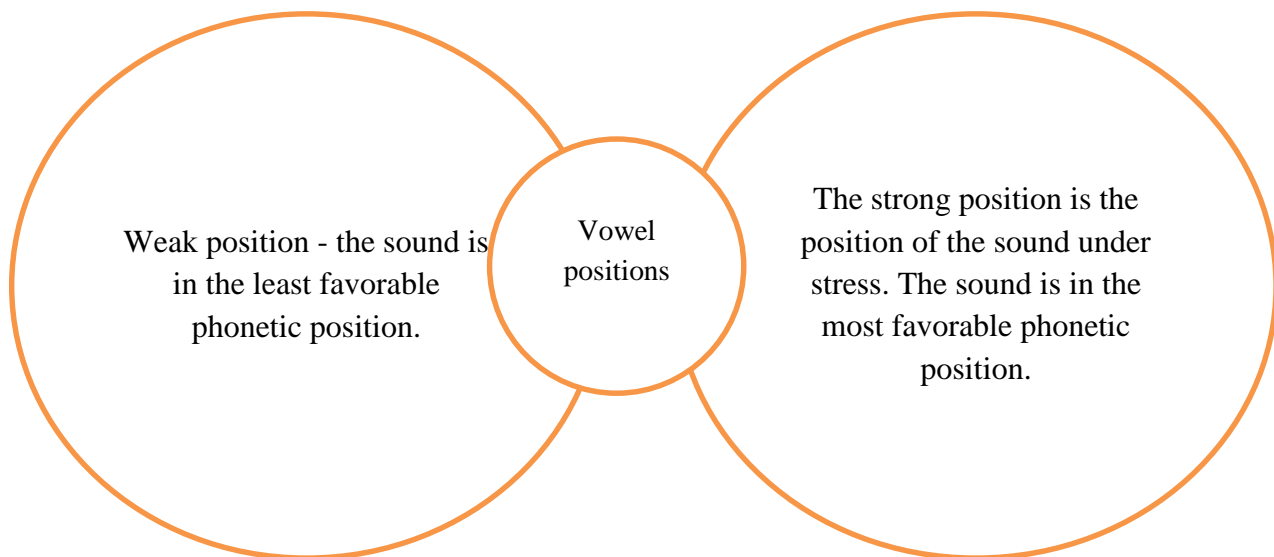 Weak position - the sound is
in the least favorable
phonetic position.
Vowel
positions
The strong position is the
position of the sound under
stress. The sound is in the
most favorable phonetic
position.